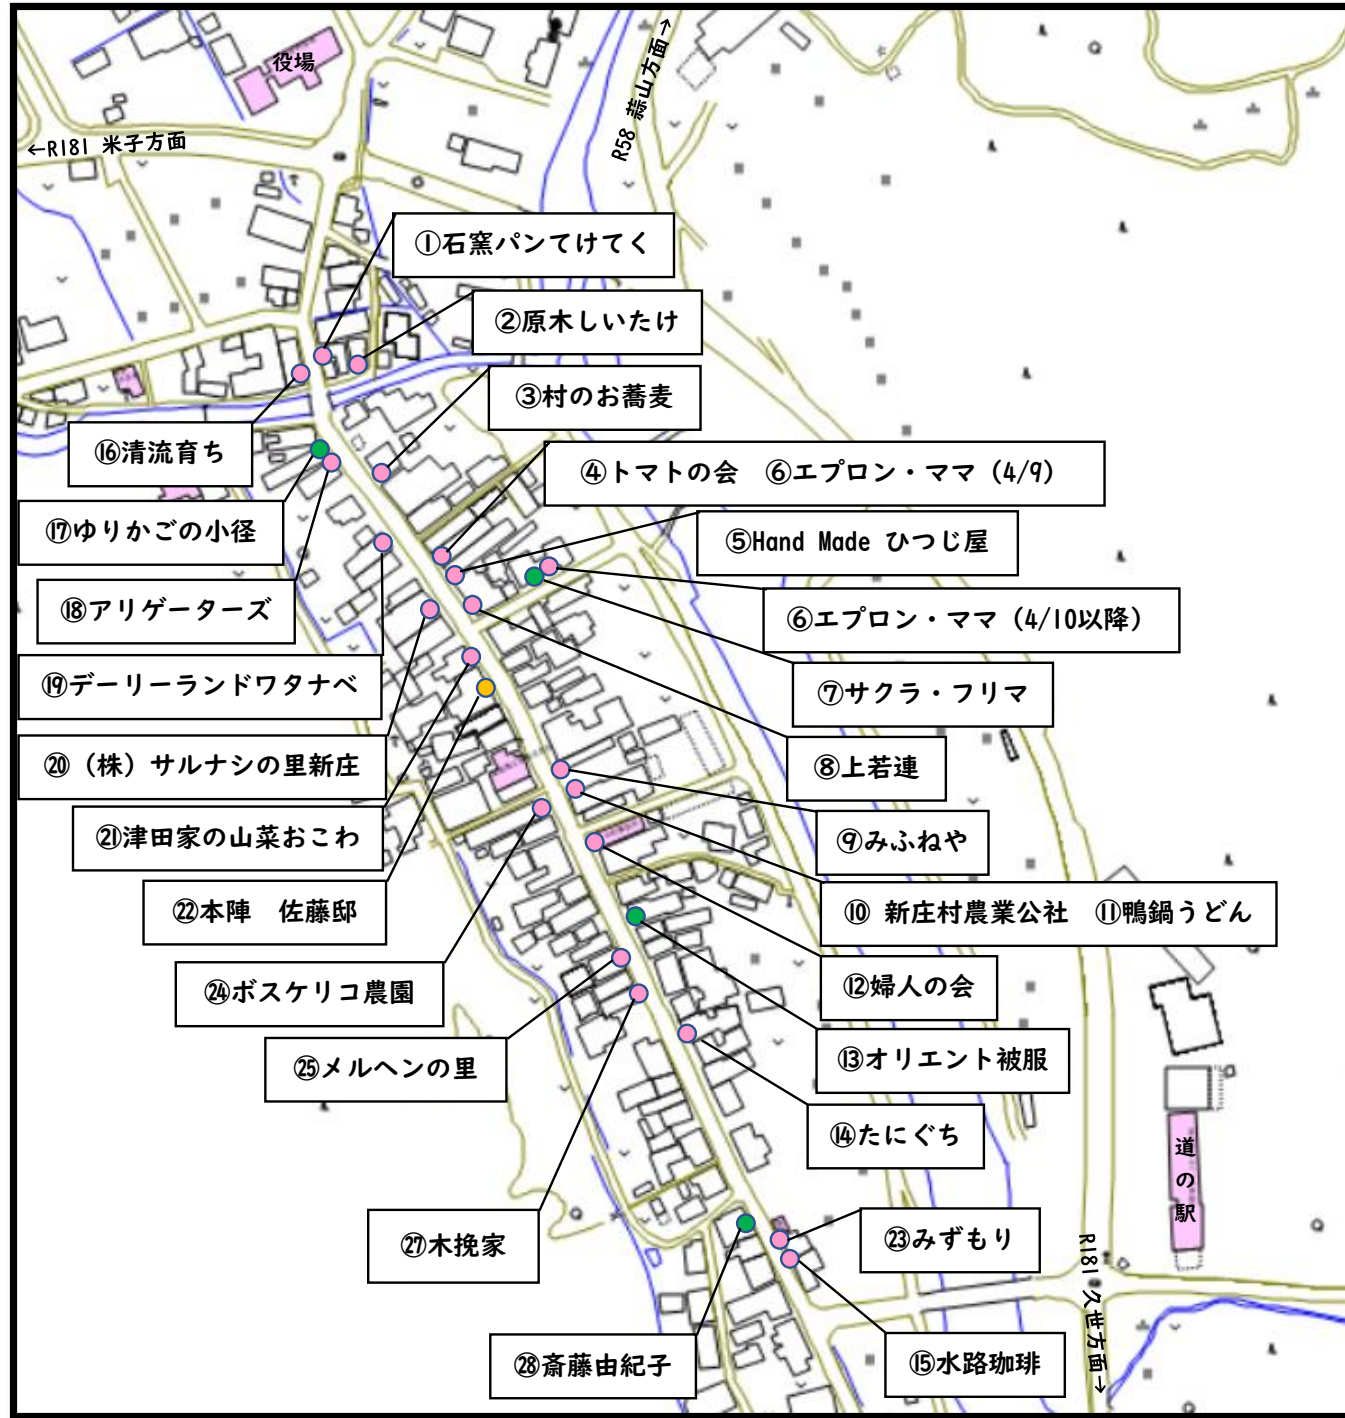 役場
R58 蒜山方面→
←R181 米子方面
①石窯パンてけてく
②原木しいたけ
③村のお蕎麦
⑯清流育ち
④トマトの会　⑥エプロン・ママ（4/9）
⑰ゆりかごの小径
⑤Hand Made ひつじ屋
⑱アリゲーターズ
⑥エプロン・ママ（4/10以降）
⑲デーリーランドワタナベ
⑦サクラ・フリマ
⑳（株）サルナシの里新庄
⑧上若連
㉑津田家の山菜おこわ
⑨みふねや
㉒本陣　佐藤邸
⑩ 新庄村農業公社　⑪鴨鍋うどん
㉔ボスケリコ農園
⑫婦人の会
㉕メルヘンの里
⑬オリエント被服
⑭たにぐち
道の駅
㉗木挽家
㉓みずもり
R181 久世方面→
㉘斎藤由紀子
⑮水路珈琲